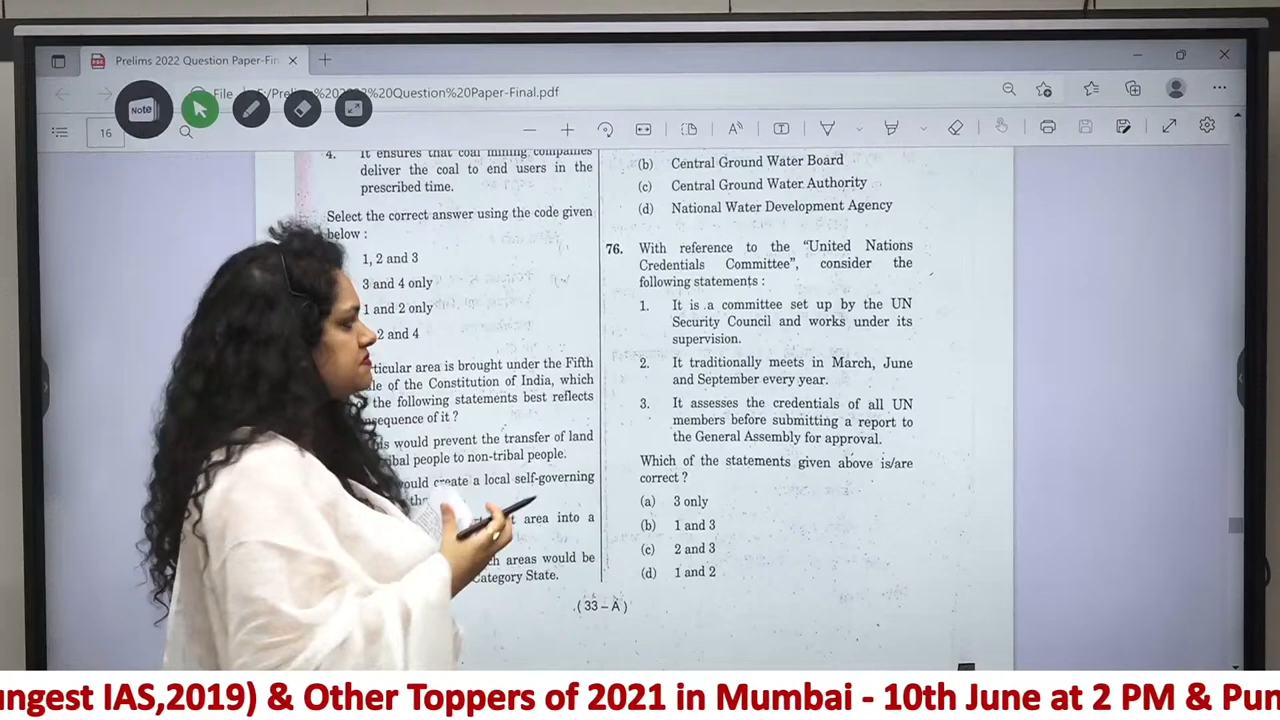 Prelims 2022 Question Paper-Fin
File
F:/Prelims%202022%20Question%20Paper-Final.pdf
Note
16
4. It ensures that coal mining companies
deliver the coal to end users in the
prescribed time.
Select the correct answer using the code given
below :
1, 2 and 3
3 and 4 only
1 and 2 only
2 and 4
ticular area is brought under the Fifth
le of the Constitution of India, which
the following statements best reflects
nsequence of it ?
is would prevent the transfer of land
ibal people to non-tribal people.
would create a local self-governing
area into a
ch areas would be
Category State.
(b) Central Ground Water Board
(c) Central Ground Water Authority
(d) National Water Development Agency
76. With reference to the “United Nations
Credentials Committee”, consider the
following statements :
1. It is a committee set up by the UN
Security Council and works under its
supervision.
2. It traditionally meets in March, June
and September every year.
3. It assesses the credentials of all UN
members before submitting a report to
the General Assembly for approval.
Which of the statements given above is/are
correct ?
(a) 3 only
(b) 1 and 3
(c) 2 and 3
(d) 1 and 2
( 33 – A )
ungest IAS,2019) & Other Toppers of 2021 in Mumbai - 10th June at 2 PM & Pun